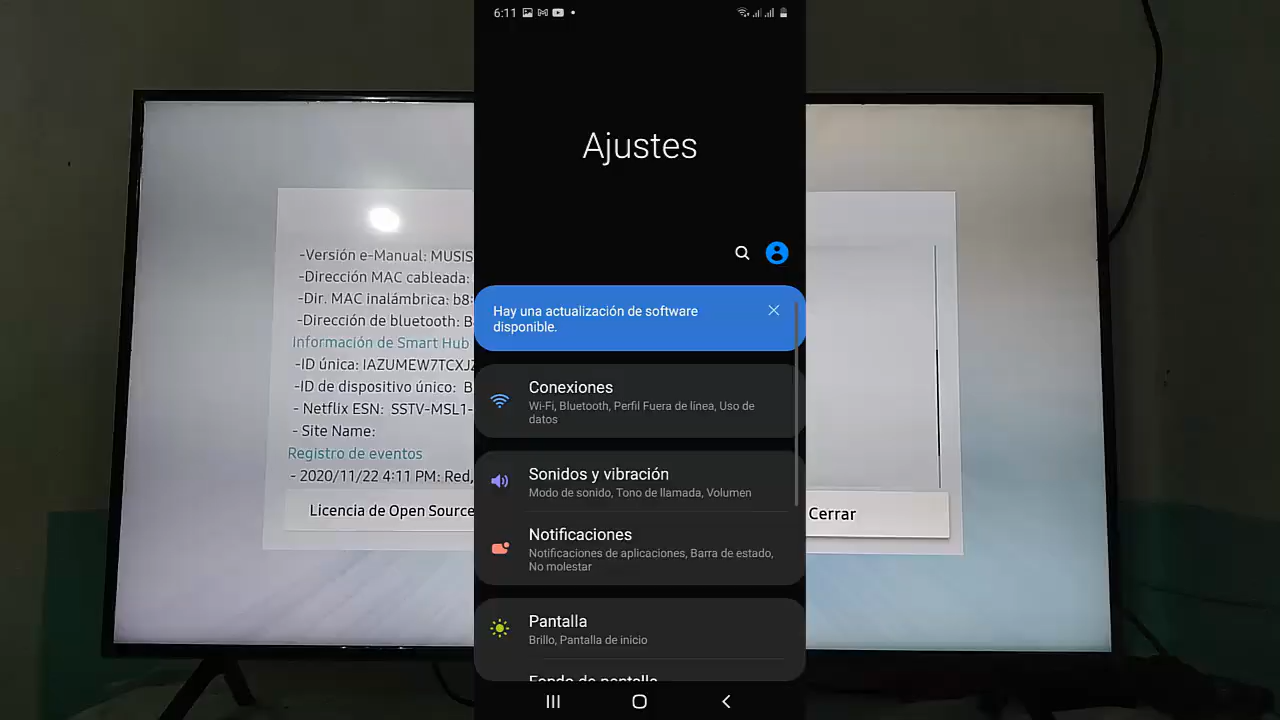 6:11
Ajustes
Hay una actualización de software
disponible.
Conexiones
Wi-Fi, Bluetooth, Perfil Fuera de línea, Uso de
datos
Sonidos y vibración
Modo de sonido, Tono de llamada, Volumen
Notificaciones
Notificaciones de aplicaciones, Barra de estado,
No molestar
Pantalla
Brillo, Pantalla de inicio
Fondo de pantalla
-Versión e-Manual: MUSIS
-Dirección MAC cableada:
-Dir. MAC inalámbrica: b8:
-Dirección de bluetooth: B
Información de Smart Hub
-ID única: IAZUMEW7TCXJZ
-ID de dispositivo único: B
- Netflix ESN: SSTV-MSL1-
- Site Name:
Registro de eventos
- 2020/11/22 4:11 PM: Red,
Licencia de Open Source
Cerrar